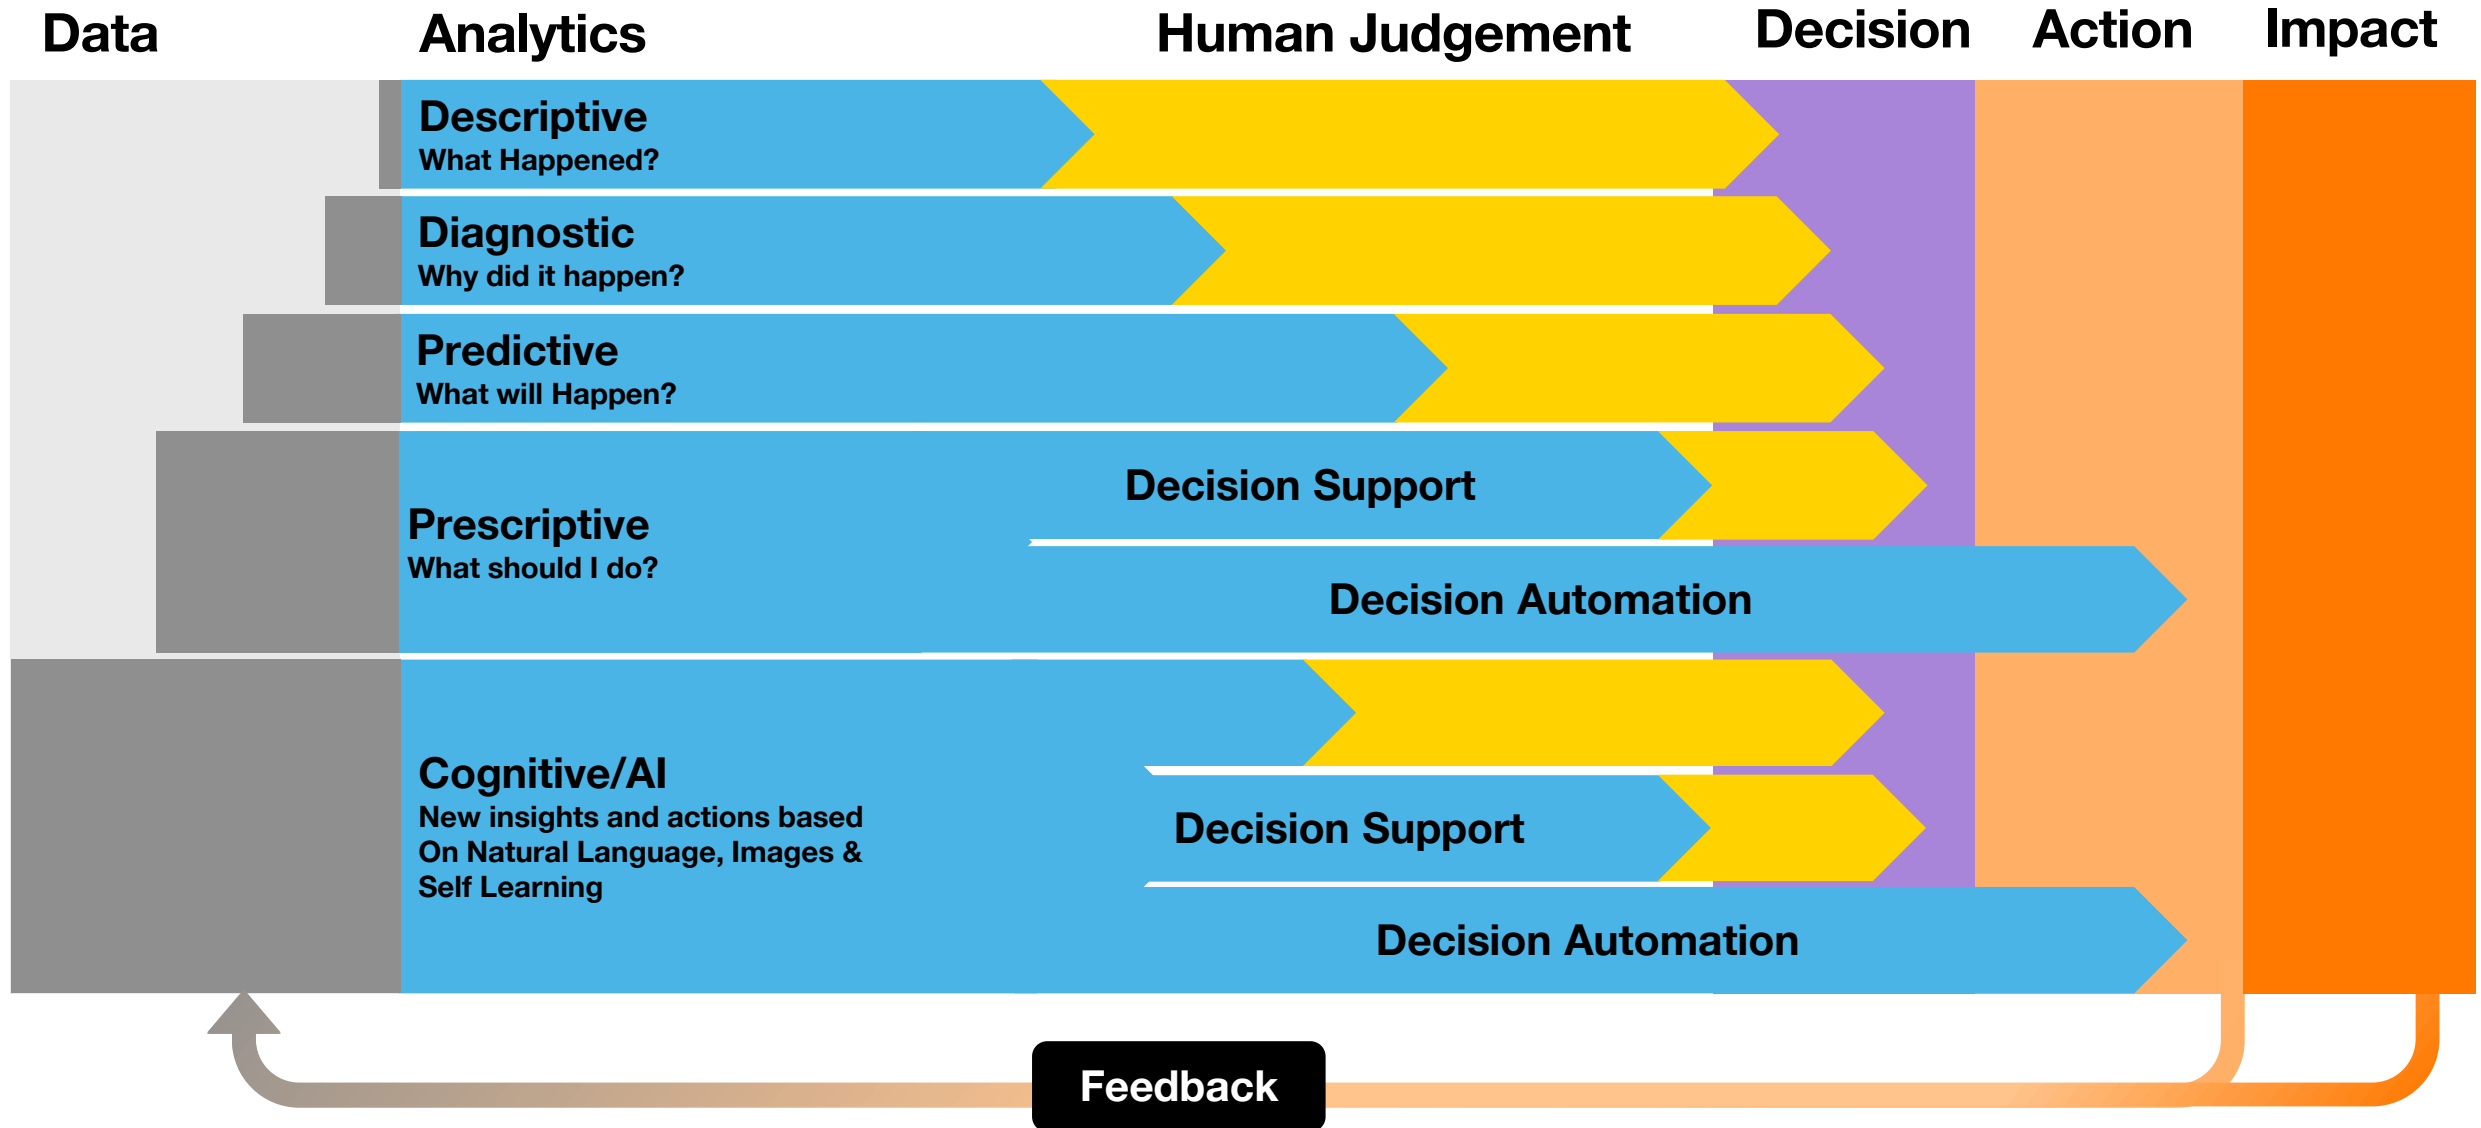 Data
Analytics
Human Judgement
Decision
Action
Impact
Descriptive
What Happened?
Diagnostic
Why did it happen?
Predictive
What will Happen?
Prescriptive
What should I do?
Decision Support
Decision Automation
Cognitive/AI
New insights and actions based
On Natural Language, Images &
Self Learning
Decision Support
Decision Automation
Feedback